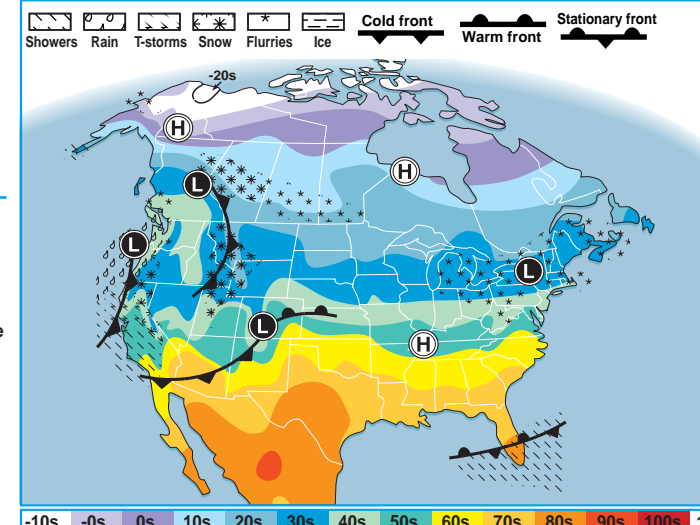 Cold front
Warm front
Stationary front
Showers Rain T-storms Snow Flurries Ice
-20s
H
H
L
L
L
L
H
e
-10s -0s 0s 10s 20s 30s 40s 50s 60s 70s 80s 90s 100s